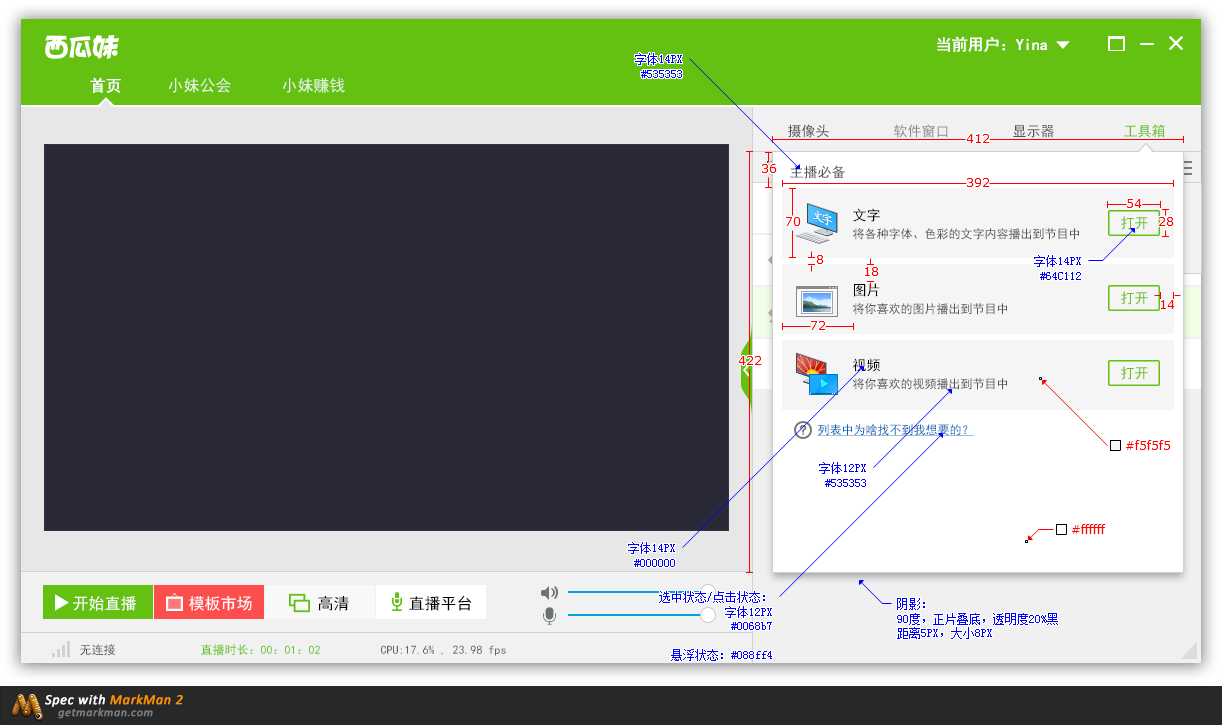 西瓜妹
当前用户：Yina
首页
小妹公会
小妹赚钱
字体14PX
#535353
摄像头
软件窗口
显示器
工具箱
412
36
主播必备
392
54
70
文字
文字
将各种字体、色彩的文字内容播出到节目中
打开
28
8
18
字体14PX
#64C112
图片
将你喜欢的图片播出到节目中
打开
14
72
422
视频
将你喜欢的视频播出到节目中
打开
? 列表中为啥找不到我想要的？
#f5f5f5
字体12PX
#535353
#ffffff
字体14PX
#000000
开始直播
模板市场
高清
直播平台
选中状态/点击状态：
字体12PX
#0068b7
阴影：
90度，正片叠底，透明度20%黑
距离5PX，大小8PX
无连接
直播时长：00：01：02
CPU:17.6% , 23.98 fps
悬浮状态：#088ff4
Spec with MarkMan 2
getmarkman.com